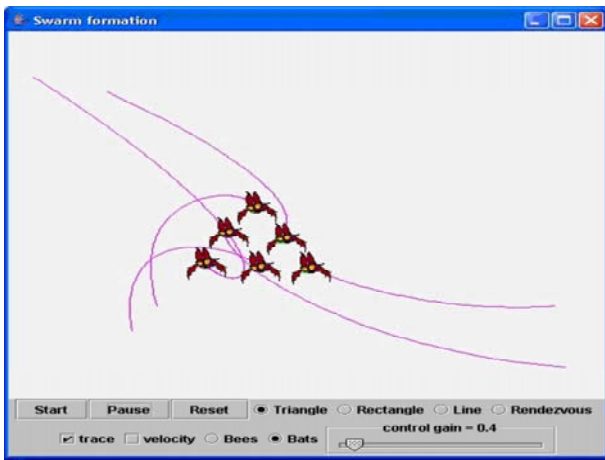 Swarm formation
Start Pause Reset Triangle Rectangle Line Rendezvous
control gain = 0.4
trace velocity Bees Bats